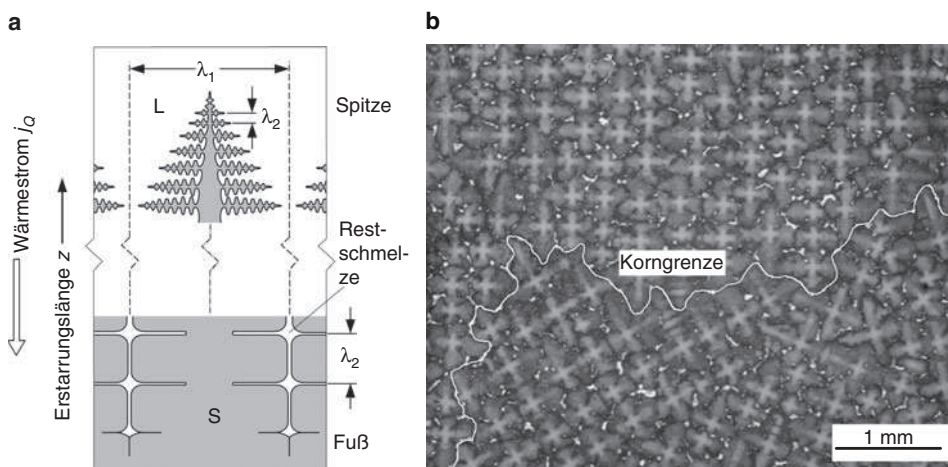 a
λ1
L
Spitze
λ2
Wärmestrom jQ
Erstarrungslänge z
Rest-
schmel-
ze
λ2
S
Fuß
b
Korngrenze
1 mm